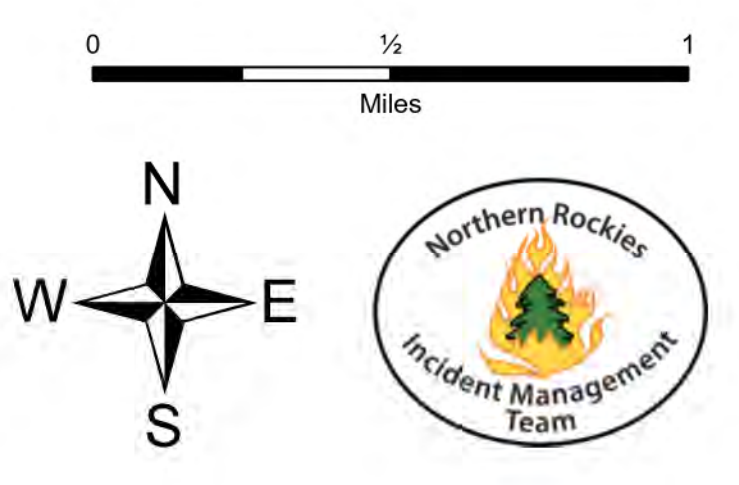 0 ½ 1
Miles
N
W E
S
Northern Rockies
Incident Management
Team